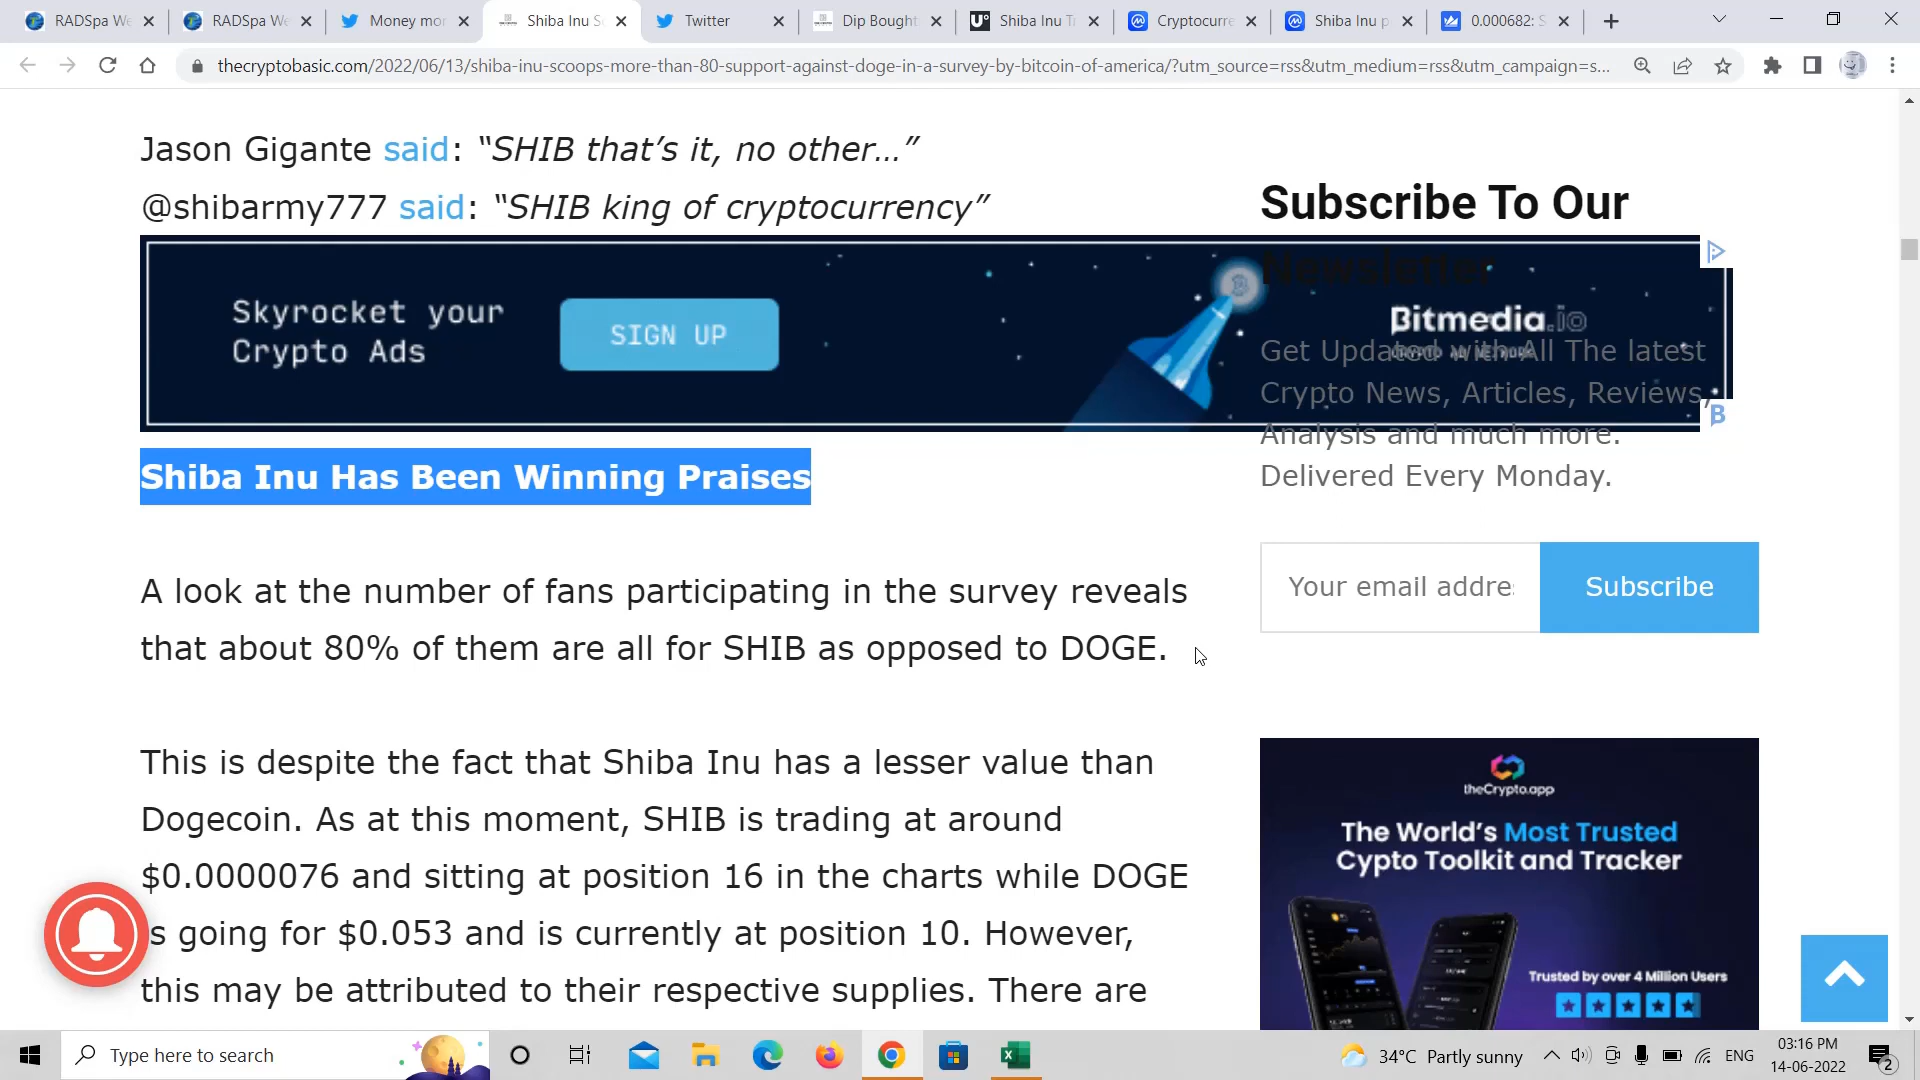 RADSpa We
RADSpa We
Money mo
Shiba Inu S
Twitter
Dip Bought
Shiba Inu T
Cryptocurre
Shiba Inu p
0.000682: S
thecryptobasic.com/2022/06/13/shiba-inu-scoops-more-than-80-support-against-doge-in-a-survey-by-bitcoin-of-america/?utm_source=rss&utm_medium=rss&utm_campaign=s...
Jason Gigante said: “SHIB that’s it, no other...”
@shibarmy777 said: “SHIB king of cryptocurrency”
Skyrocket your
Crypto Ads
SIGN UP
Bitmedia.io
Shiba Inu Has Been Winning Praises
A look at the number of fans participating in the survey reveals
that about 80% of them are all for SHIB as opposed to DOGE.
This is despite the fact that Shiba Inu has a lesser value than
Dogecoin. As at this moment, SHIB is trading at around
$0.0000076 and sitting at position 16 in the charts while DOGE
is going for $0.053 and is currently at position 10. However,
this may be attributed to their respective supplies. There are
Subscribe To Our
Newsletter
Get Updated with All The latest
Crypto News, Articles, Reviews,
Analysis and much more.
Delivered Every Monday.
Your email addre
Subscribe
theCrypto.app
The World’s Most Trusted
Cypto Toolkit and Tracker
Trusted by over 4 Million Users
Type here to search
34°C Partly sunny
ENG
03:16 PM
14-06-2022
2